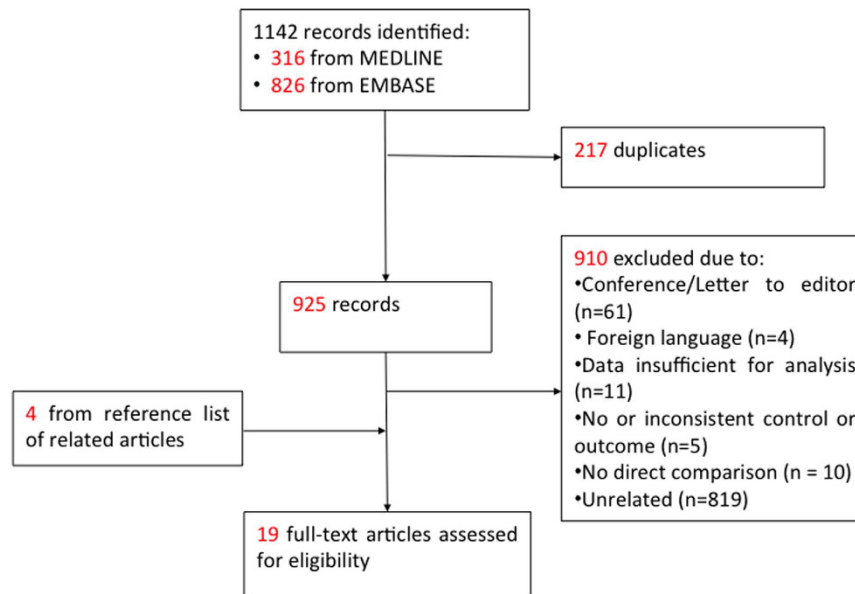 1142 records identified:
• 316 from MEDLINE
• 826 from EMBASE
217 duplicates
925 records
910 excluded due to:
•Conference/Letter to editor
(n=61)
• Foreign language (n=4)
•Data insufficient for analysis
(n=11)
•No or inconsistent control or
outcome (n=5)
•No direct comparison (n = 10)
•Unrelated (n=819)
4 from reference list
of related articles
19 full-text articles assessed
for eligibility